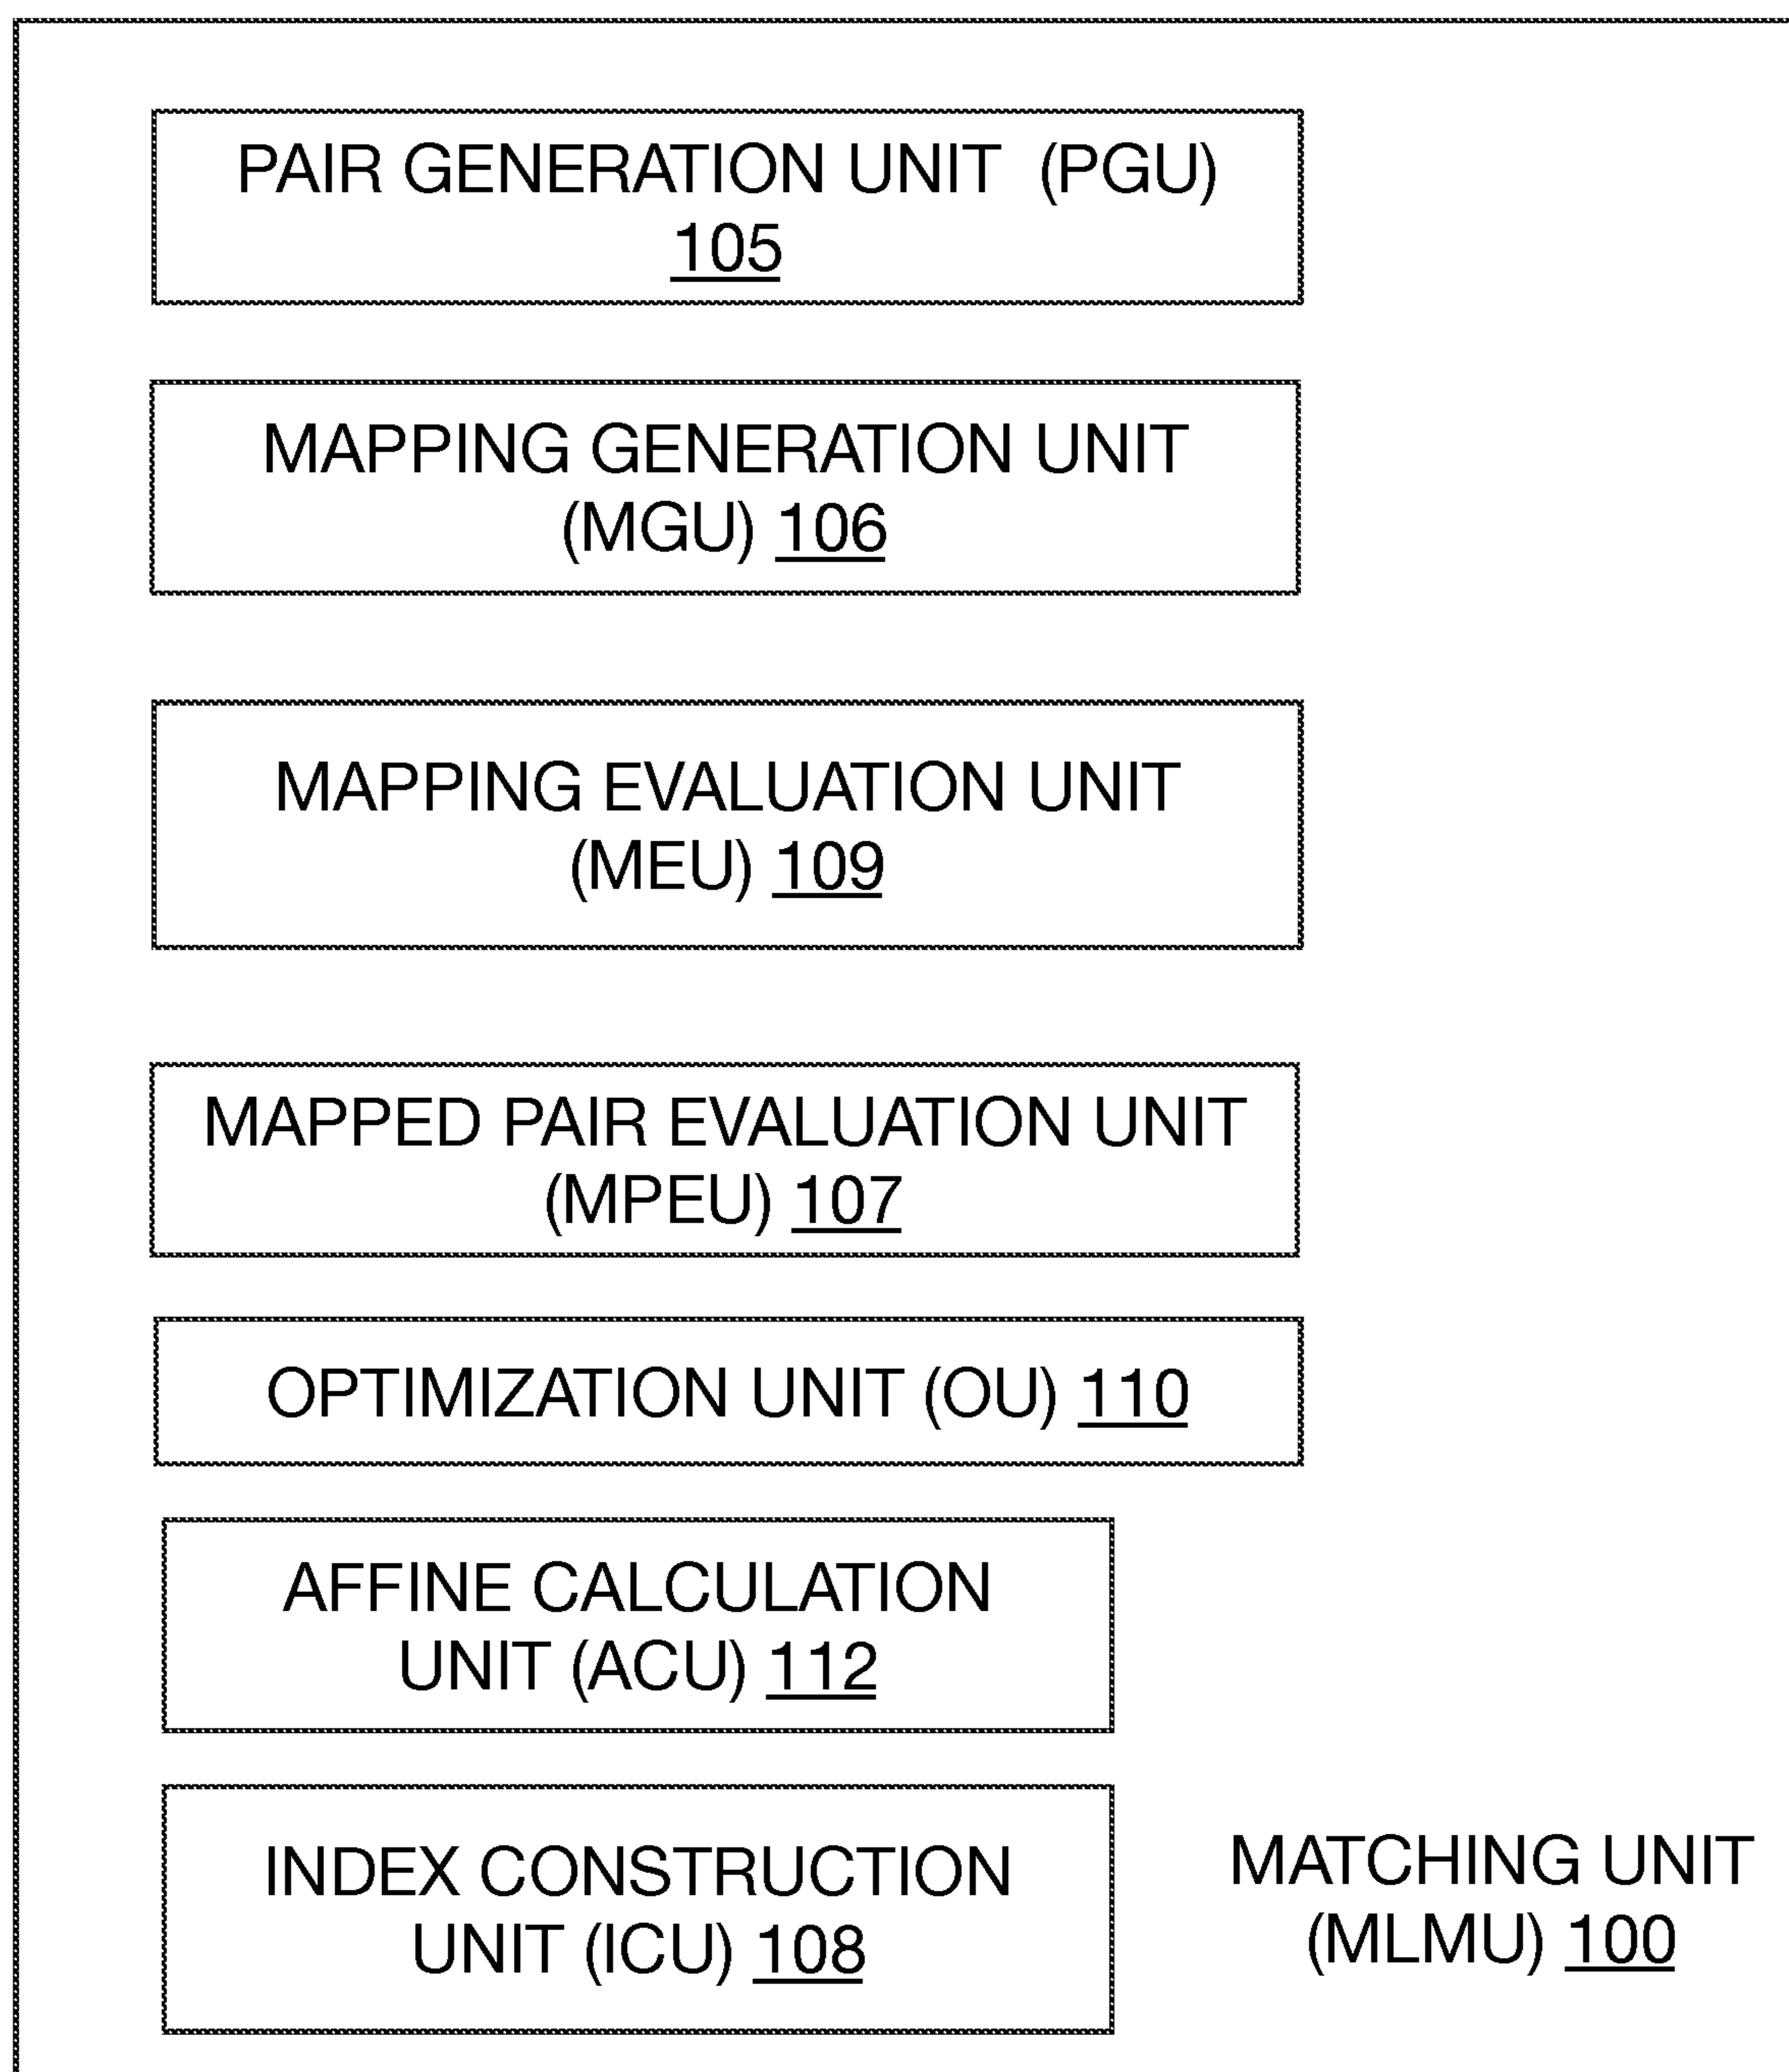 PAIR GENERATION UNIT (PGU)
105
MAPPING GENERATION UNIT
(MGU) 106
MAPPING EVALUATION UNIT
(MEU) 109
MAPPED PAIR EVALUATION UNIT
(MPEU) 107
OPTIMIZATION UNIT (OU) 110
AFFINE CALCULATION
UNIT (ACU) 112
INDEX CONSTRUCTION
UNIT (ICU) 108
MATCHING UNIT
(MLMU) 100